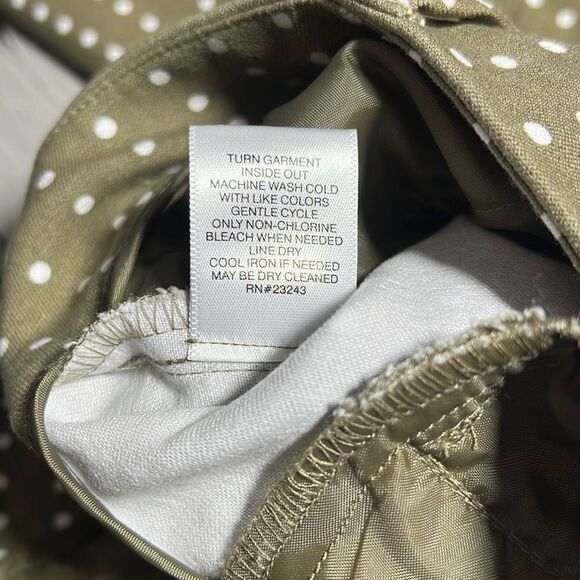 TURN GARMENT
INSIDE OUT
MACHINE WASH COLD
WITH LIKE COLORS
GENTLE CYCLE
ONLY NON-CHLORINE
BLEACH WHEN NEEDED
LINE DRY
COOL IRON IF NEEDED
MAY BE DRY CLEANED
RN#23243